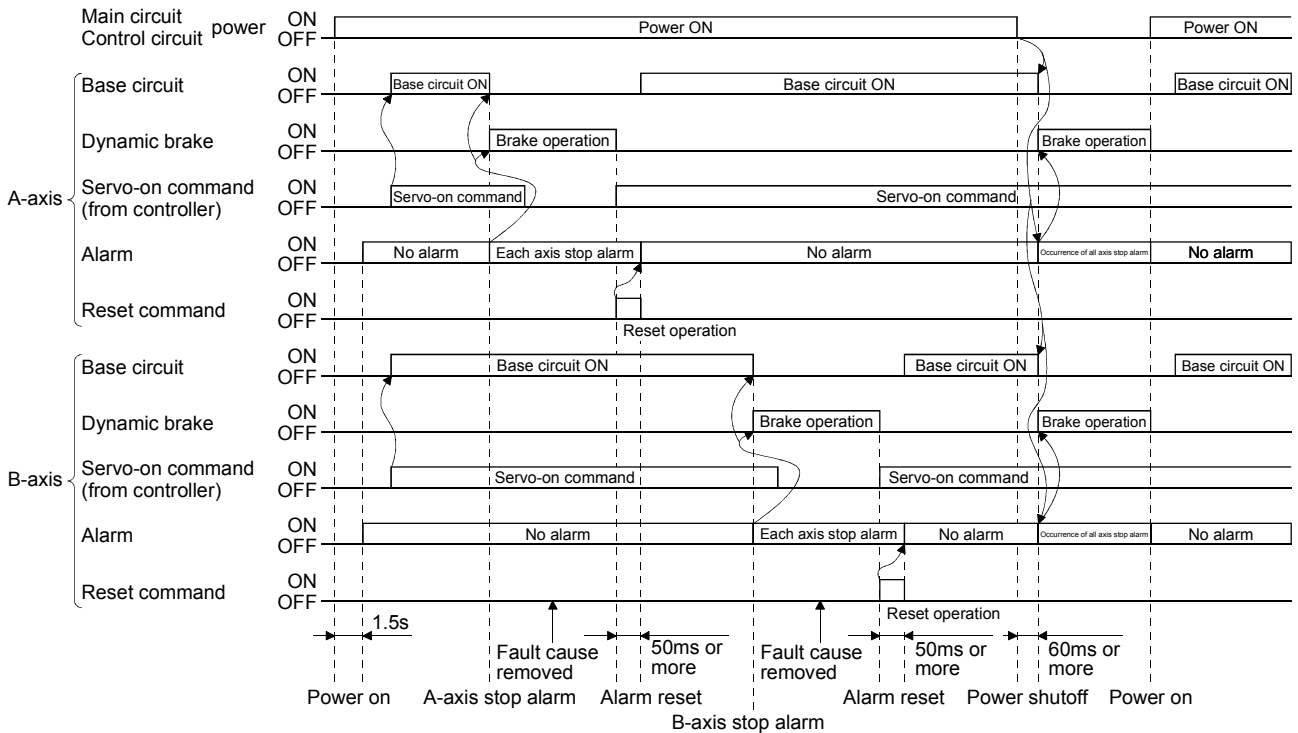 Main circuit
Control circuit power ON
OFF Power ON Power ON
A-axis
Base circuit ON
OFF Base circuit ON Base circuit ON Base circuit ON
Dynamic brake ON
OFF Brake operation Brake operation
Servo-on command
(from controller) ON
OFF Servo-on command Servo-on command
Alarm ON
OFF No alarm Each axis stop alarm No alarm Occurrence of all axis stop alarm No alarm
Reset command ON
OFF
Reset operation
B-axis
Base circuit ON
OFF Base circuit ON Base circuit ON Base circuit ON
Dynamic brake ON
OFF Brake operation Brake operation
Servo-on command
(from controller) ON
OFF Servo-on command Servo-on command
Alarm ON
OFF No alarm Each axis stop alarm No alarm Occurrence of all axis stop alarm No alarm
Reset command ON
OFF
Reset operation
1.5s
Fault cause
removed
50ms or
more
Fault cause
removed
50ms or
more
60ms or
more
Power on A-axis stop alarm Alarm reset Alarm reset Power shutoff Power on
B-axis stop alarm